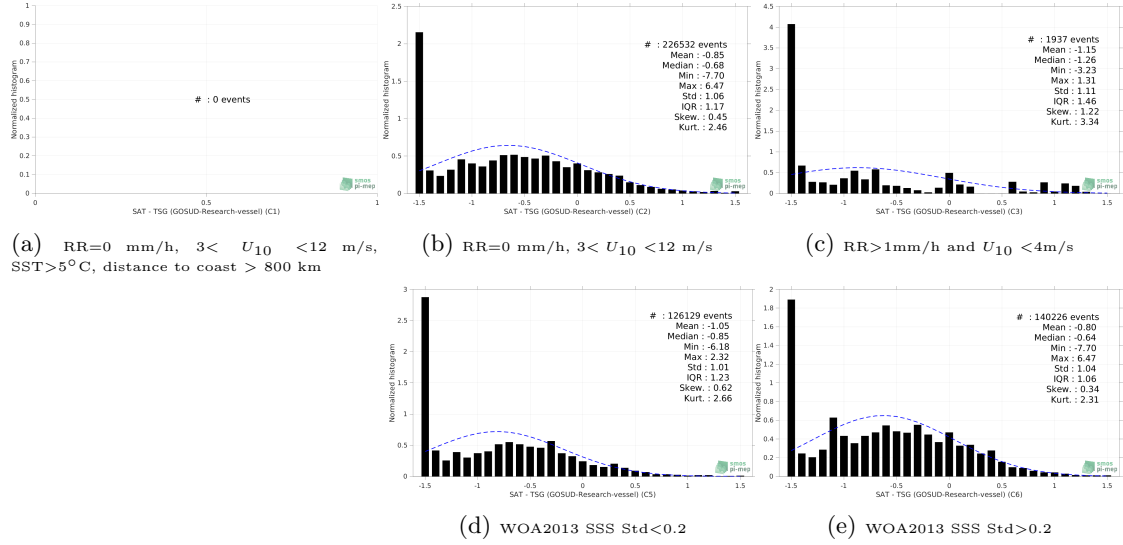 1
0.9
0.8
0.7
0.6
0.5
0.4
0.3
0.2
0.1
0
Normalized histogram
# : 0 events
smos
pi-mep
0 0.5 1
SAT - TSG (GOSUD-Research-vessel) (C1)
(a) RR=0 mm/h, 3< U10 <12 m/s,
SST>5°C, distance to coast > 800 km
2.5
2
1.5
1
0.5
0
Normalized histogram
# : 226532 events
Mean : -0.85
Median : -0.68
Min : -7.70
Max : 6.47
Std : 1.06
IQR : 1.17
Skew. : 0.45
Kurt. : 2.46
smos
pi-mep
-1.5 -1 -0.5 0 0.5 1 1.5
SAT - TSG (GOSUD-Research-vessel) (C2)
(b) RR=0 mm/h, 3< U10 <12 m/s
4.5
4
3.5
3
2.5
2
1.5
1
0.5
0
Normalized histogram
# : 1937 events
Mean : -1.15
Median : -1.26
Min : -3.23
Max : 1.31
Std : 1.11
IQR : 1.46
Skew. : 1.22
Kurt. : 3.34
smos
pi-mep
-1.5 -1 -0.5 0 0.5 1 1.5
SAT - TSG (GOSUD-Research-vessel) (C3)
(c) RR>1mm/h and U10 <4m/s
3
2.5
2
1.5
1
0.5
0
Normalized histogram
# : 126129 events
Mean : -1.05
Median : -0.85
Min : -6.18
Max : 2.32
Std : 1.01
IQR : 1.23
Skew. : 0.62
Kurt. : 2.66
smos
pi-mep
-1.5 -1 -0.5 0 0.5 1 1.5
SAT - TSG (GOSUD-Research-vessel) (C5)
(d) WOA2013 SSS Std<0.2
2
1.8
1.6
1.4
1.2
1
0.8
0.6
0.4
0.2
0
Normalized histogram
# : 140226 events
Mean : -0.80
Median : -0.64
Min : -7.70
Max : 6.47
Std : 1.04
IQR : 1.06
Skew. : 0.34
Kurt. : 2.31
smos
pi-mep
-1.5 -1 -0.5 0 0.5 1 1.5
SAT - TSG (GOSUD-Research-vessel) (C6)
(e) WOA2013 SSS Std>0.2